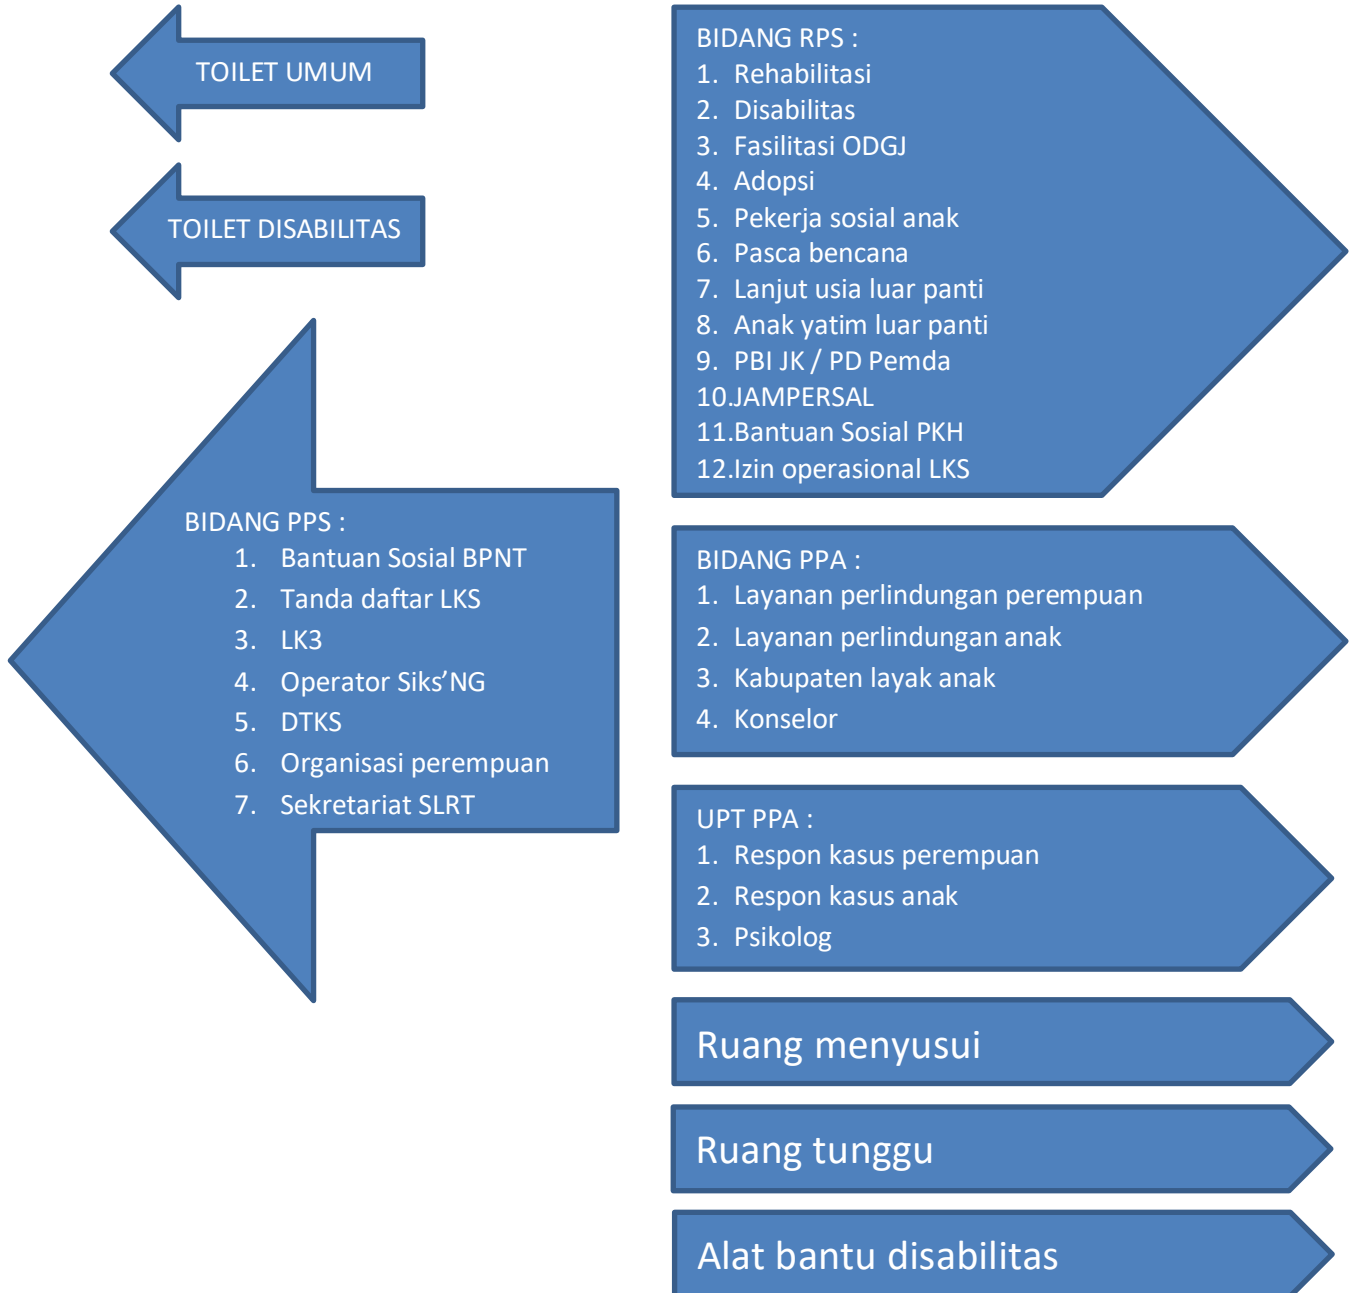 TOILET UMUM
TOILET DISABILITAS
BIDANG PPS :
1. Bantuan Sosial BPNT
2. Tanda daftar LKS
3. LK3
4. Operator Siks’NG
5. DTKS
6. Organisasi perempuan
7. Sekretariat SLRT
BIDANG RPS :
1. Rehabilitasi
2. Disabilitas
3. Fasilitasi ODGJ
4. Adopsi
5. Pekerja sosial anak
6. Pasca bencana
7. Lanjut usia luar panti
8. Anak yatim luar panti
9. PBI JK / PD Pemda
10.JAMPERSAL
11.Bantuan Sosial PKH
12.Izin operasional LKS
BIDANG PPA :
1. Layanan perlindungan perempuan
2. Layanan perlindungan anak
3. Kabupaten layak anak
4. Konselor
UPT PPA :
1. Respon kasus perempuan
2. Respon kasus anak
3. Psikolog
Ruang menyusui
Ruang tunggu
Alat bantu disabilitas